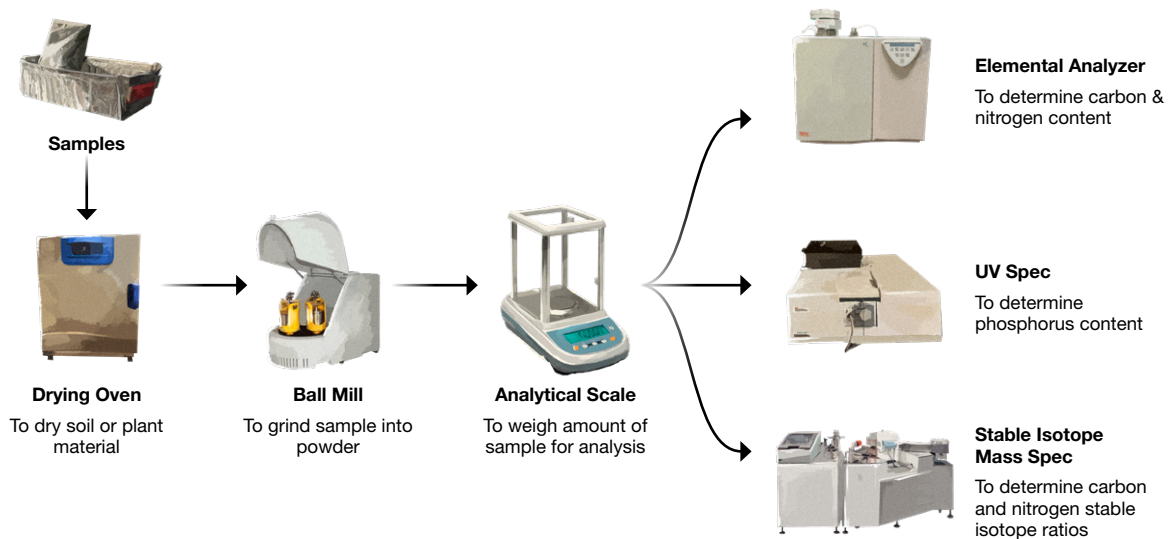 Samples
Drying Oven
To dry soil or plant
material
Ball Mill
To grind sample into
powder
Analytical Scale
To weigh amount of
sample for analysis
Elemental Analyzer
To determine carbon &
nitrogen content
UV Spec
To determine
phosphorus content
Stable Isotope
Mass Spec
To determine carbon
and nitrogen stable
isotope ratios